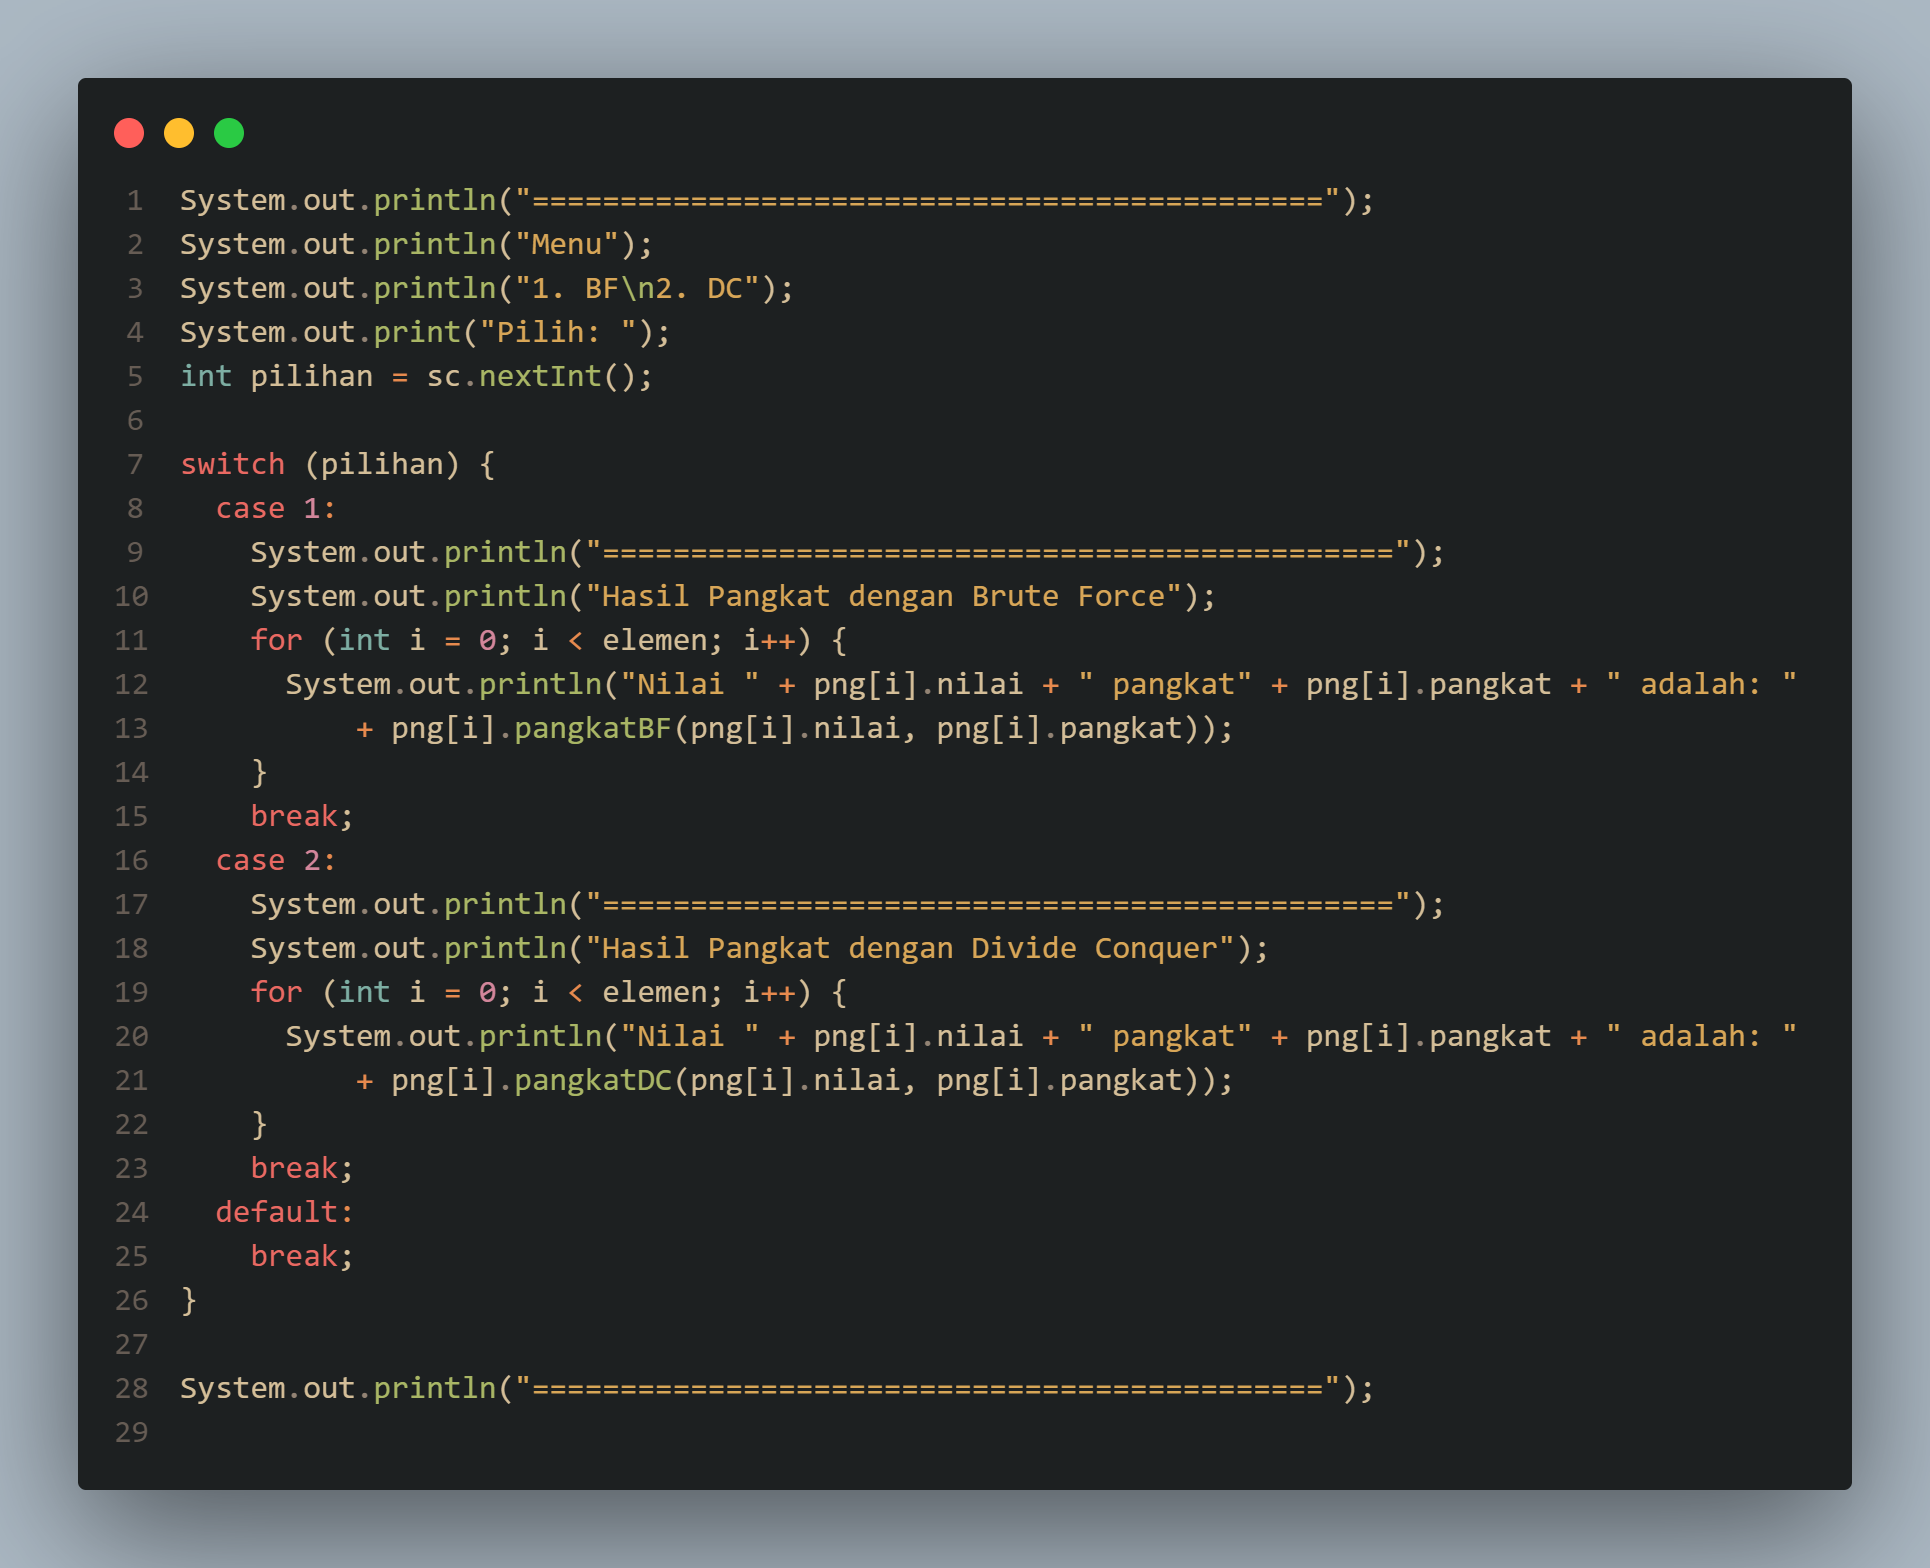 1 System.out.println("=============================================");
2 System.out.println("Menu");
3 System.out.println("1. BF\n2. DC");
4 System.out.print("Pilih: ");
5 int pilihan = sc.nextInt();
6
7 switch (pilihan) {
8   case 1:
9     System.out.println("=============================================");
10     System.out.println("Hasil Pangkat dengan Brute Force");
11     for (int i = 0; i < elemen; i++) {
12       System.out.println("Nilai " + png[i].nilai + " pangkat" + png[i].pangkat + " adalah: "
13           + png[i].pangkatBF(png[i].nilai, png[i].pangkat));
14     }
15     break;
16   case 2:
17     System.out.println("=============================================");
18     System.out.println("Hasil Pangkat dengan Divide Conquer");
19     for (int i = 0; i < elemen; i++) {
20       System.out.println("Nilai " + png[i].nilai + " pangkat" + png[i].pangkat + " adalah: "
21           + png[i].pangkatDC(png[i].nilai, png[i].pangkat));
22     }
23     break;
24   default:
25     break;
26 }
27
28 System.out.println("=============================================");
29